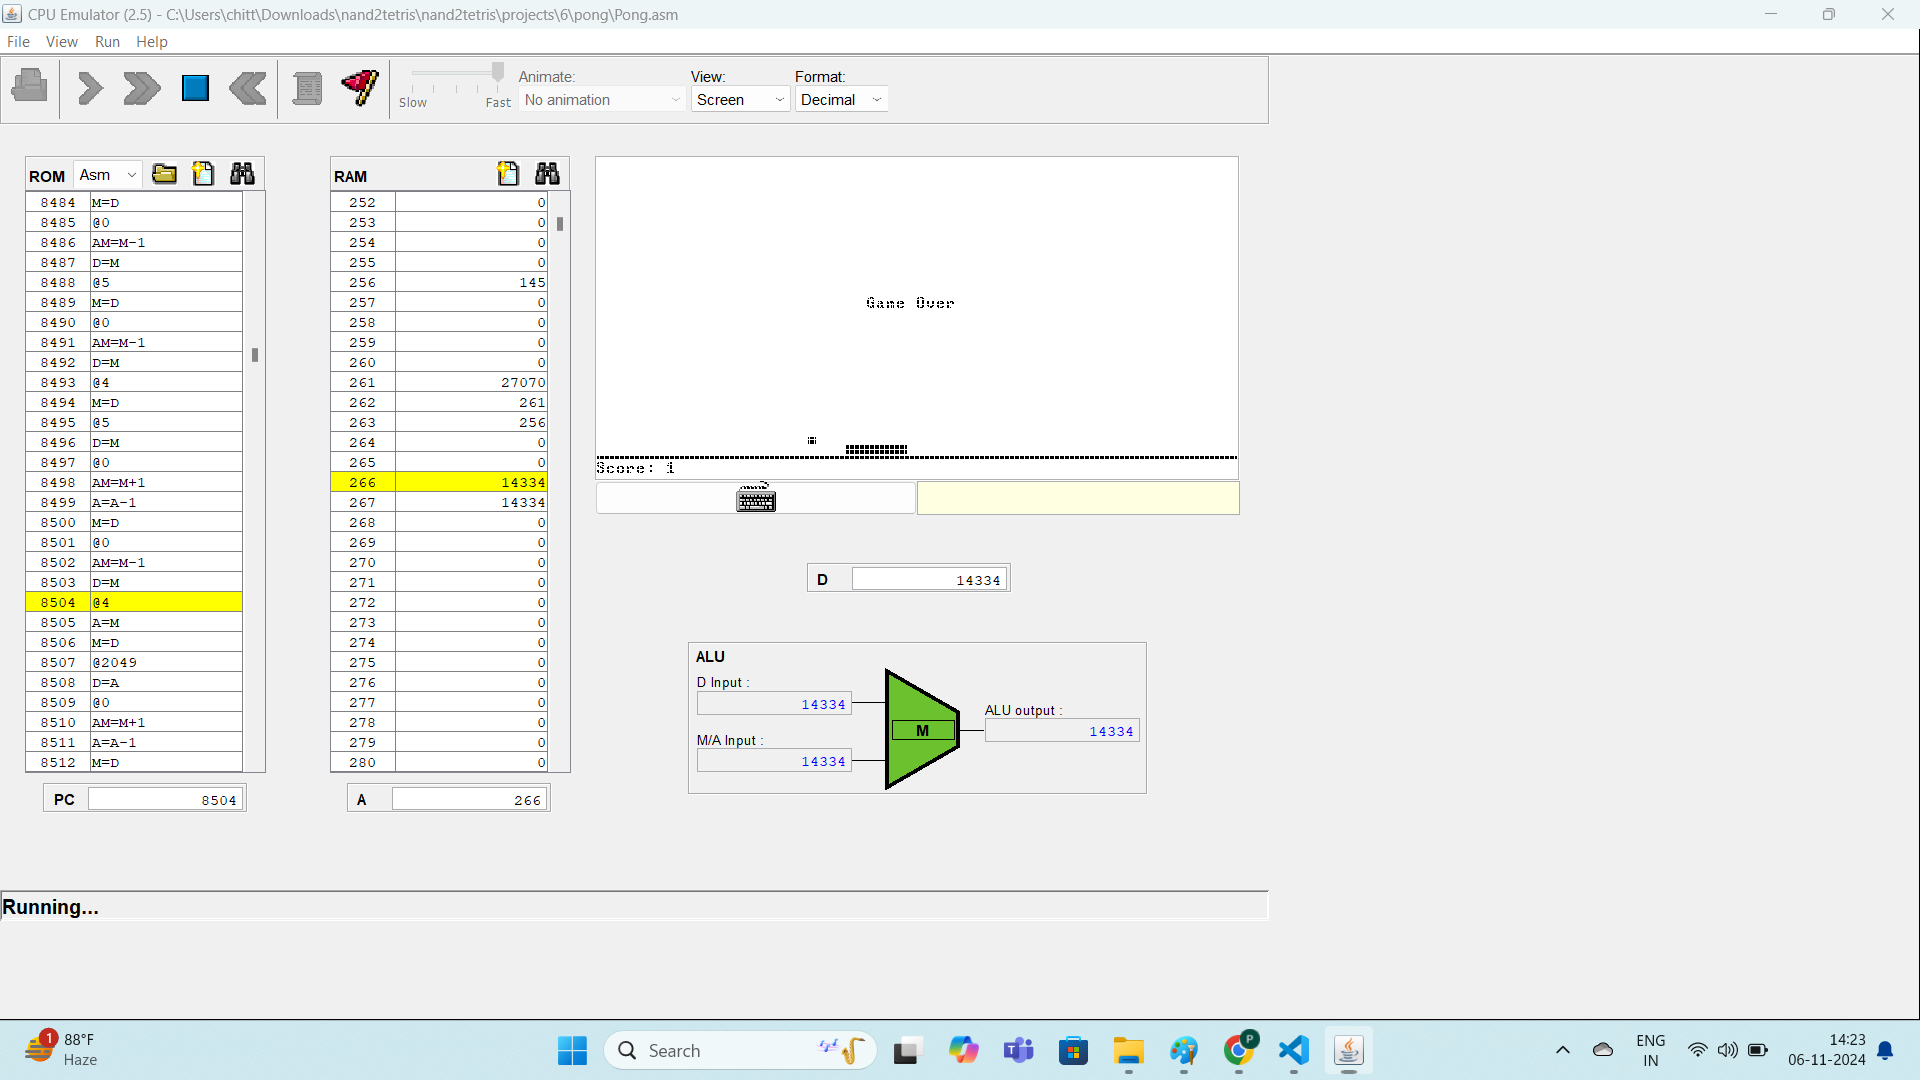 CPU Emulator (2.5) - C:\Users\chitt\Downloads\nand2tetris\nand2tetris\projects\6\pong\Pong.asm
File View Run Help
Slow Fast
Animate:
No animation
View:
Screen
Format:
Decimal
ROM Asm
8484 M=D
8485 @0
8486 AM=M-1
8487 D=M
8488 @5
8489 M=D
8490 @0
8491 AM=M-1
8492 D=M
8493 @4
8494 M=D
8495 @5
8496 D=M
8497 @0
8498 AM=M+1
8499 A=A-1
8500 M=D
8501 @0
8502 AM=M-1
8503 D=M
8504 @4
8505 A=M
8506 M=D
8507 @2049
8508 D=A
8509 @0
8510 AM=M+1
8511 A=A-1
8512 M=D
PC 8504
RAM
252 0
253 0
254 0
255 0
256 145
257 0
258 0
259 0
260 0
261 27070
262 261
263 256
264 0
265 0
266 14334
267 14334
268 0
269 0
270 0
271 0
272 0
273 0
274 0
275 0
276 0
277 0
278 0
279 0
280 0
A 266
Game Over
Score: 1
D 14334
ALU
D Input :
14334
M/A Input :
14334
M
ALU output :
14334
Running...
1
88°F
Haze
Search
P
ENG
IN
14:23
06-11-2024